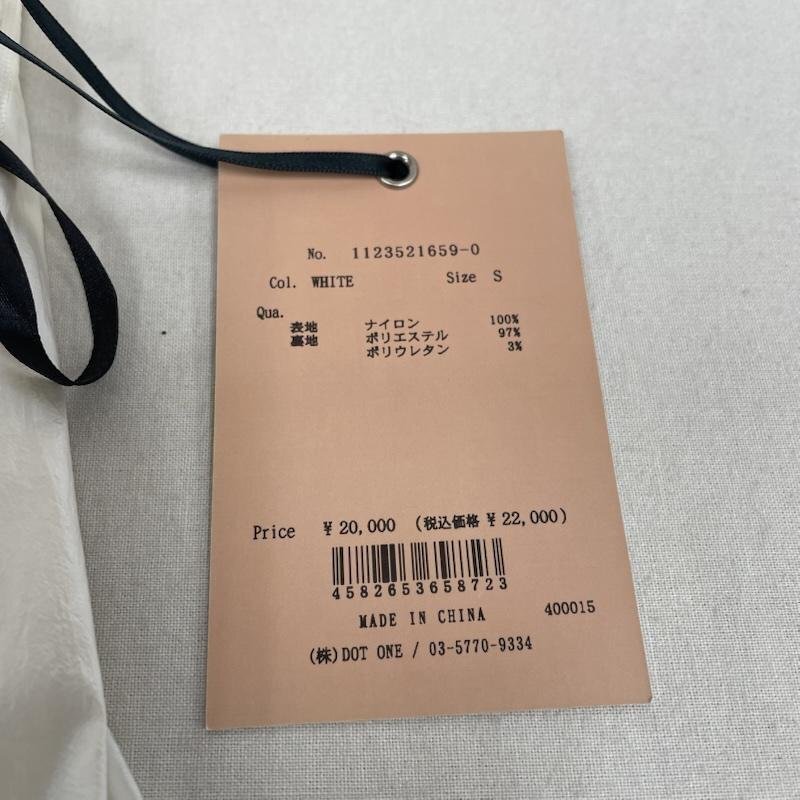 No. 1123521659-0
Col. WHITE Size S
Qua.
表地 ナイロン 100%
裏地 ポリエステル 97%
ポリウレタン 3%
Price ¥20,000 (税込価格 ¥22,000)
4582653658723
MADE IN CHINA 400015
(株)DOT ONE / 03-5770-9334